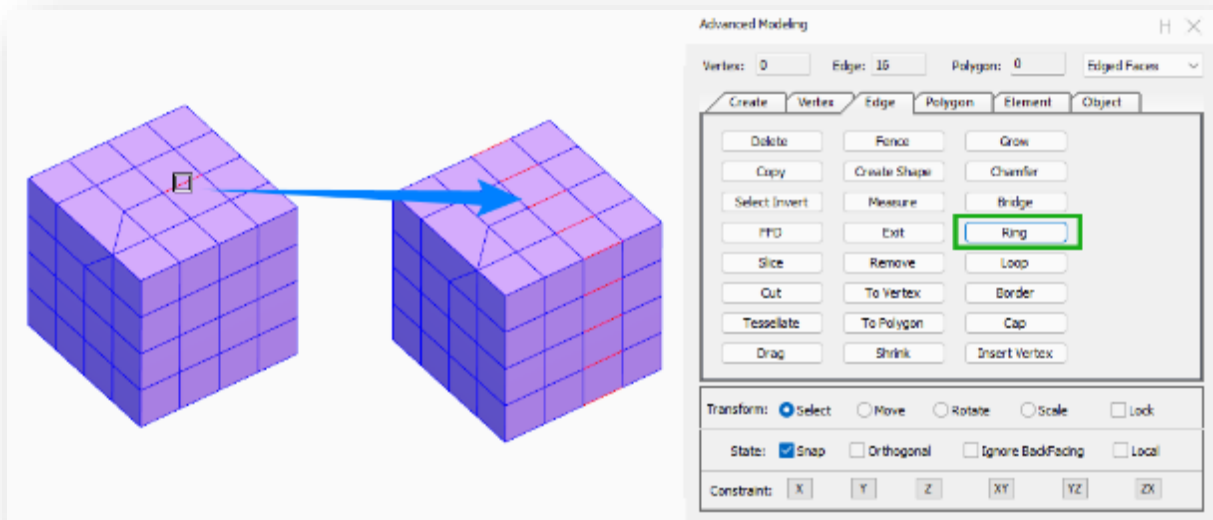 Advanced Modeling
Vertex: 0 Edge: 16 Polygon: 0 Edged Faces
Create Vertex Edge Polygon Element Object
Delete Fence Grow
Copy Create Shape Chamfer
Select Invert Measure Bridge
FFD Exit Ring
Slice Remove Loop
Cut To Vertex Border
Tessellate To Polygon Cap
Drag Shrink Insert Vertex
Transform: Select Move Rotate Scale Lock
State: Snap Orthogonal Ignore BackFacing Local
Constraint: X Y Z XY YZ ZX